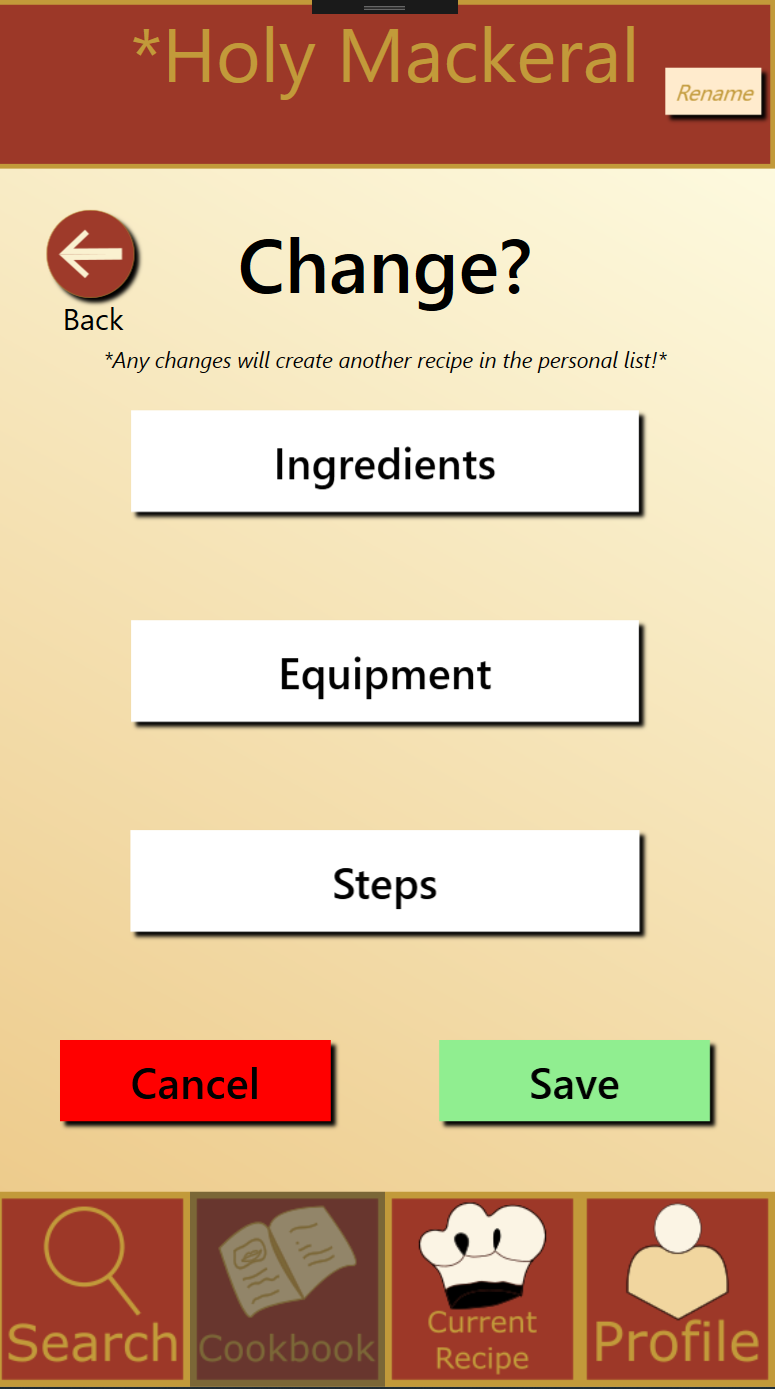 *Holy Mackeral
Rename
Change?
Back
*Any changes will create another recipe in the personal list!*
Ingredients
Equipment
Steps
Cancel
Save
Search
Cookbook
Current
Recipe
Profile